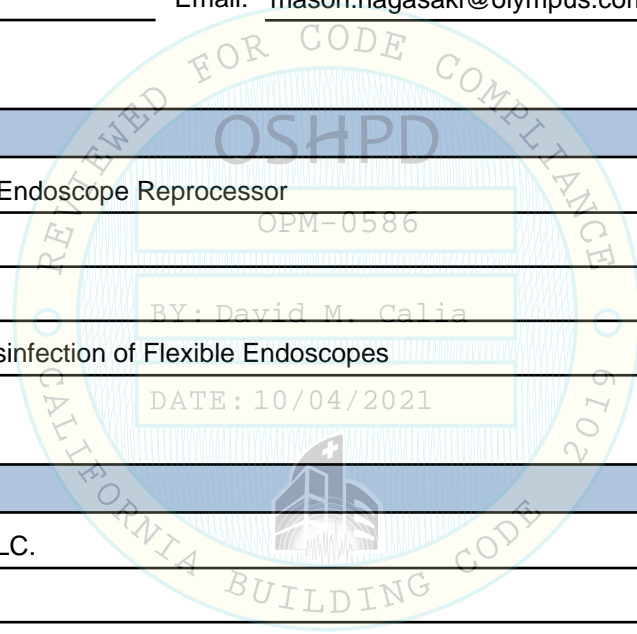 Email: mason.nagasaki@olympus.com
REVIEWED FOR CODE COMPLIANCE
OSHPD
Endoscope Reprocessor
OPM-0586
BY: David M. Calia
sinfection of Flexible Endoscopes
DATE: 10/04/2021
LC.
CALIFORNIA BUILDING CODE 2019